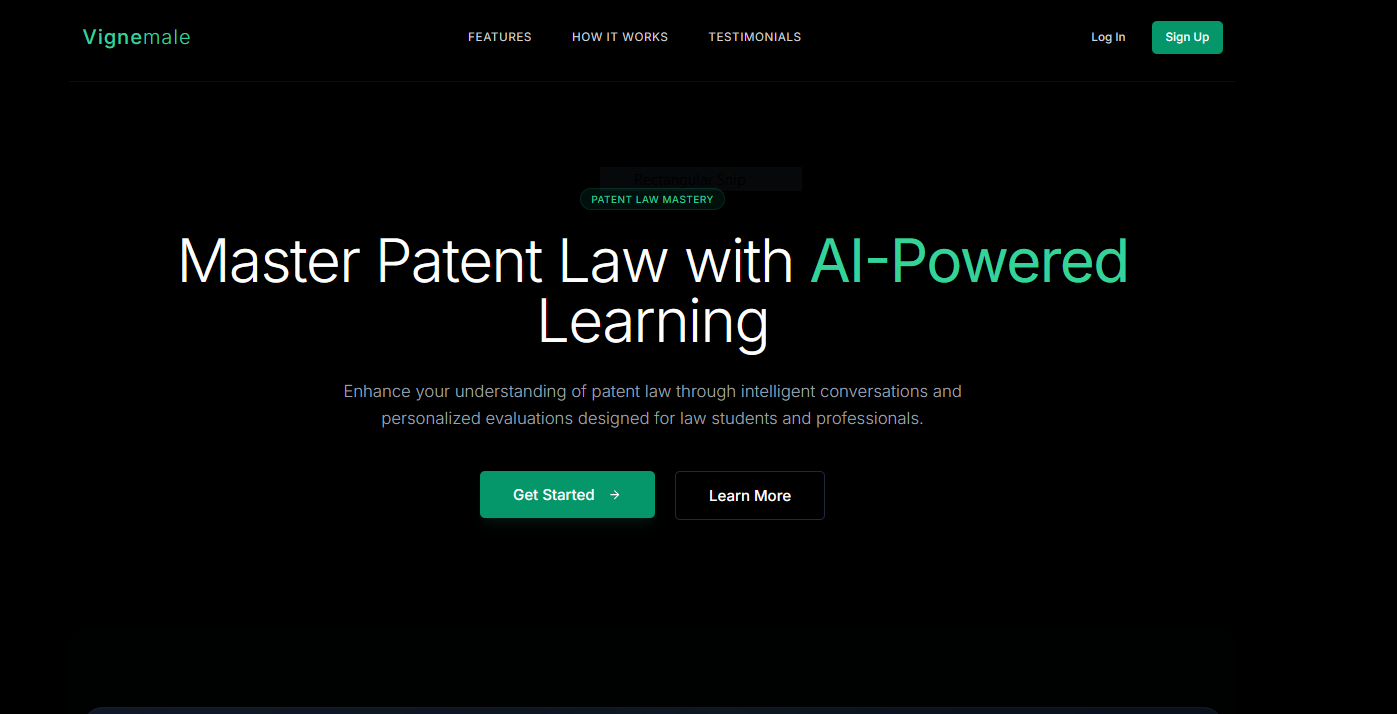 Vignemale
FEATURES
HOW IT WORKS
TESTIMONIALS
Log In
Sign Up
Rectangular Snip
PATENT LAW MASTERY
Master Patent Law with AI-Powered
Learning
Enhance your understanding of patent law through intelligent conversations and
personalized evaluations designed for law students and professionals.
Get Started →
Learn More